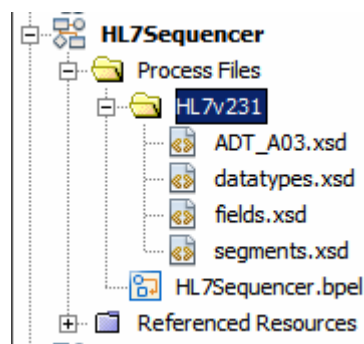 HL7Sequencer
Process Files
HL7v231
ADT_A03.xsd
datatypes.xsd
fields.xsd
segments.xsd
HL7Sequencer.bpel
Referenced Resources